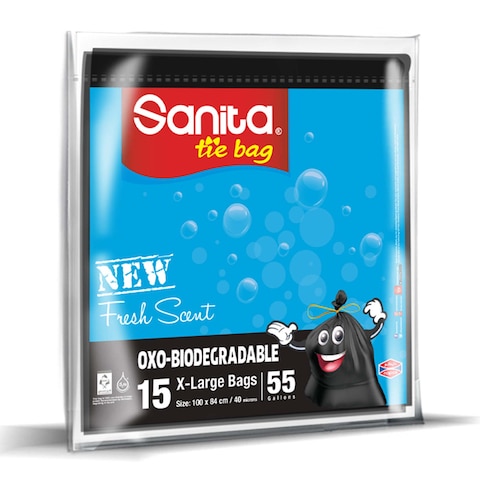 Sanita®
tie bag
NEW
Fresh Scent
OXO-BIODEGRADABLE
15 X-Large Bags 55
Size: 100 x 84 cm / 40 microns Gallons